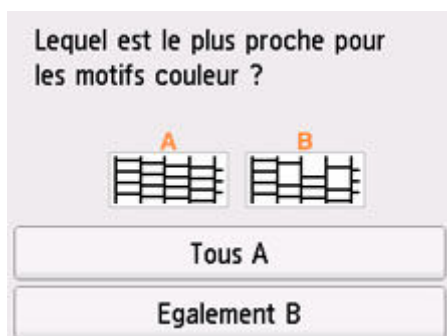 Lequel est le plus proche pour
les motifs couleur ?
A B
Tous A
Egalement B